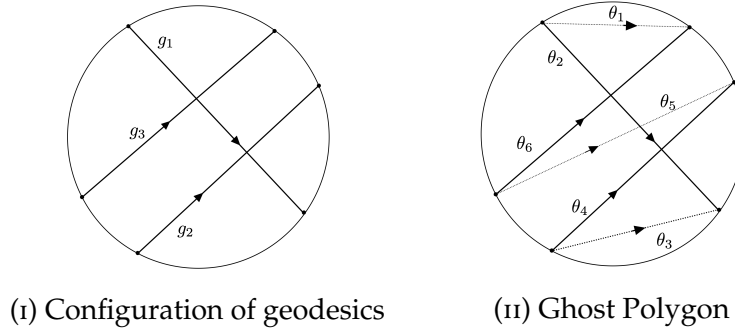 g₁
g₃
g₂
θ₁
θ₂
θ₅
θ₆
θ₄
θ₃
(I) Configuration of geodesics
(II) Ghost Polygon